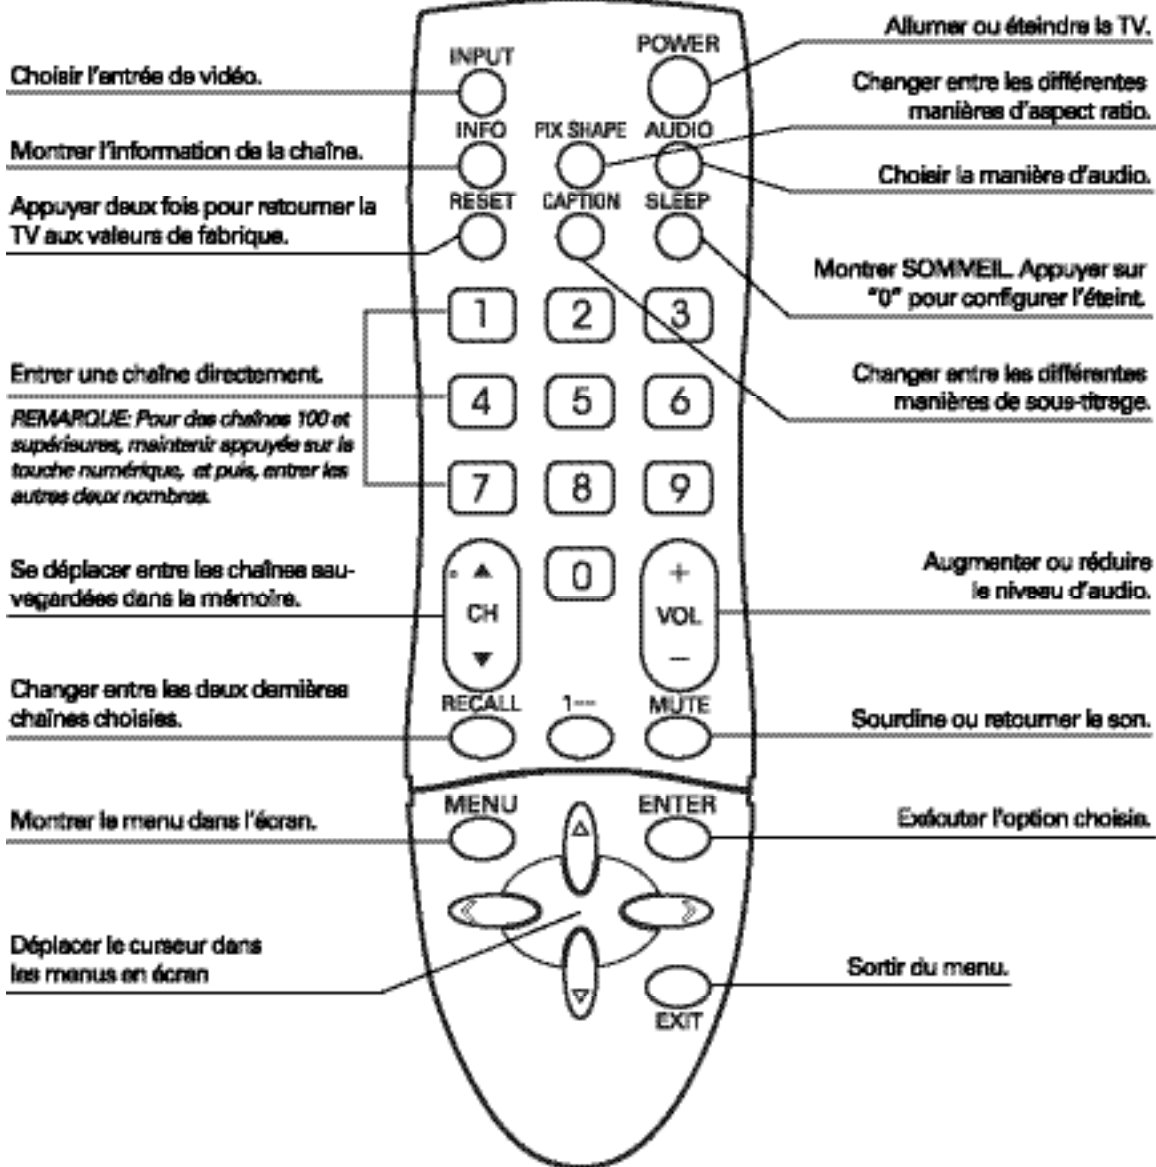 Choisir l'entrée de vidéo.
Montrer l'information de la chaîne.
Appuyer deux fois pour retourner la
TV aux valeurs de fabrique.
Entrer une chaîne directement.
REMARQUE: Pour des chaînes 100 et
supérieures, maintenir appuyée sur la
touche numérique, et puis, entrer les
autres deux nombres.
Se déplacer entre les chaînes sau-
vegardées dans la mémoire.
Changer entre les deux dernières
chaînes choisies.
Montrer le menu dans l'écran.
Déplacer le curseur dans
les menus en écran
INPUT
POWER
INFO
PIX SHAPE
AUDIO
RESET
CAPTION
SLEEP
1
2
3
4
5
6
7
8
9
CH
0
+
VOL
–
RECALL
1--
MUTE
MENU
ENTER
EXIT
Allumer ou éteindre la TV.
Changer entre les différentes
manières d'aspect ratio.
Choisir la manière d'audio.
Montrer SOMMEIL. Appuyer sur
"0" pour configurer l'éteint.
Changer entre les différentes
manières de sous-titrage.
Augmenter ou réduire
le niveau d'audio.
Sourdine ou retourner le son.
Exécuter l'option choisie.
Sortir du menu.